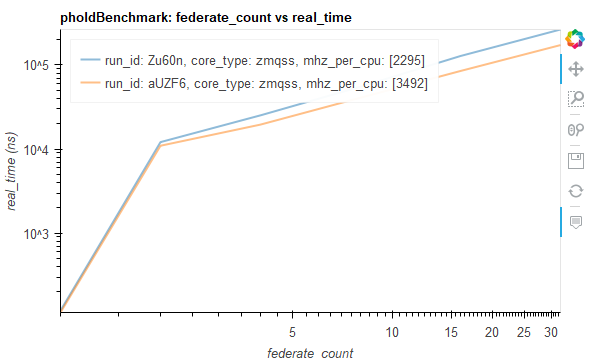 pholdBenchmark: federate_count vs real_time
run_id: Zu60n, core_type: zmqss, mhz_per_cpu: [2295]
run_id: aUZF6, core_type: zmqss, mhz_per_cpu: [3492]
10^5
10^4
10^3
real_time (ns)
5 10 15 20 25 30
federate_count